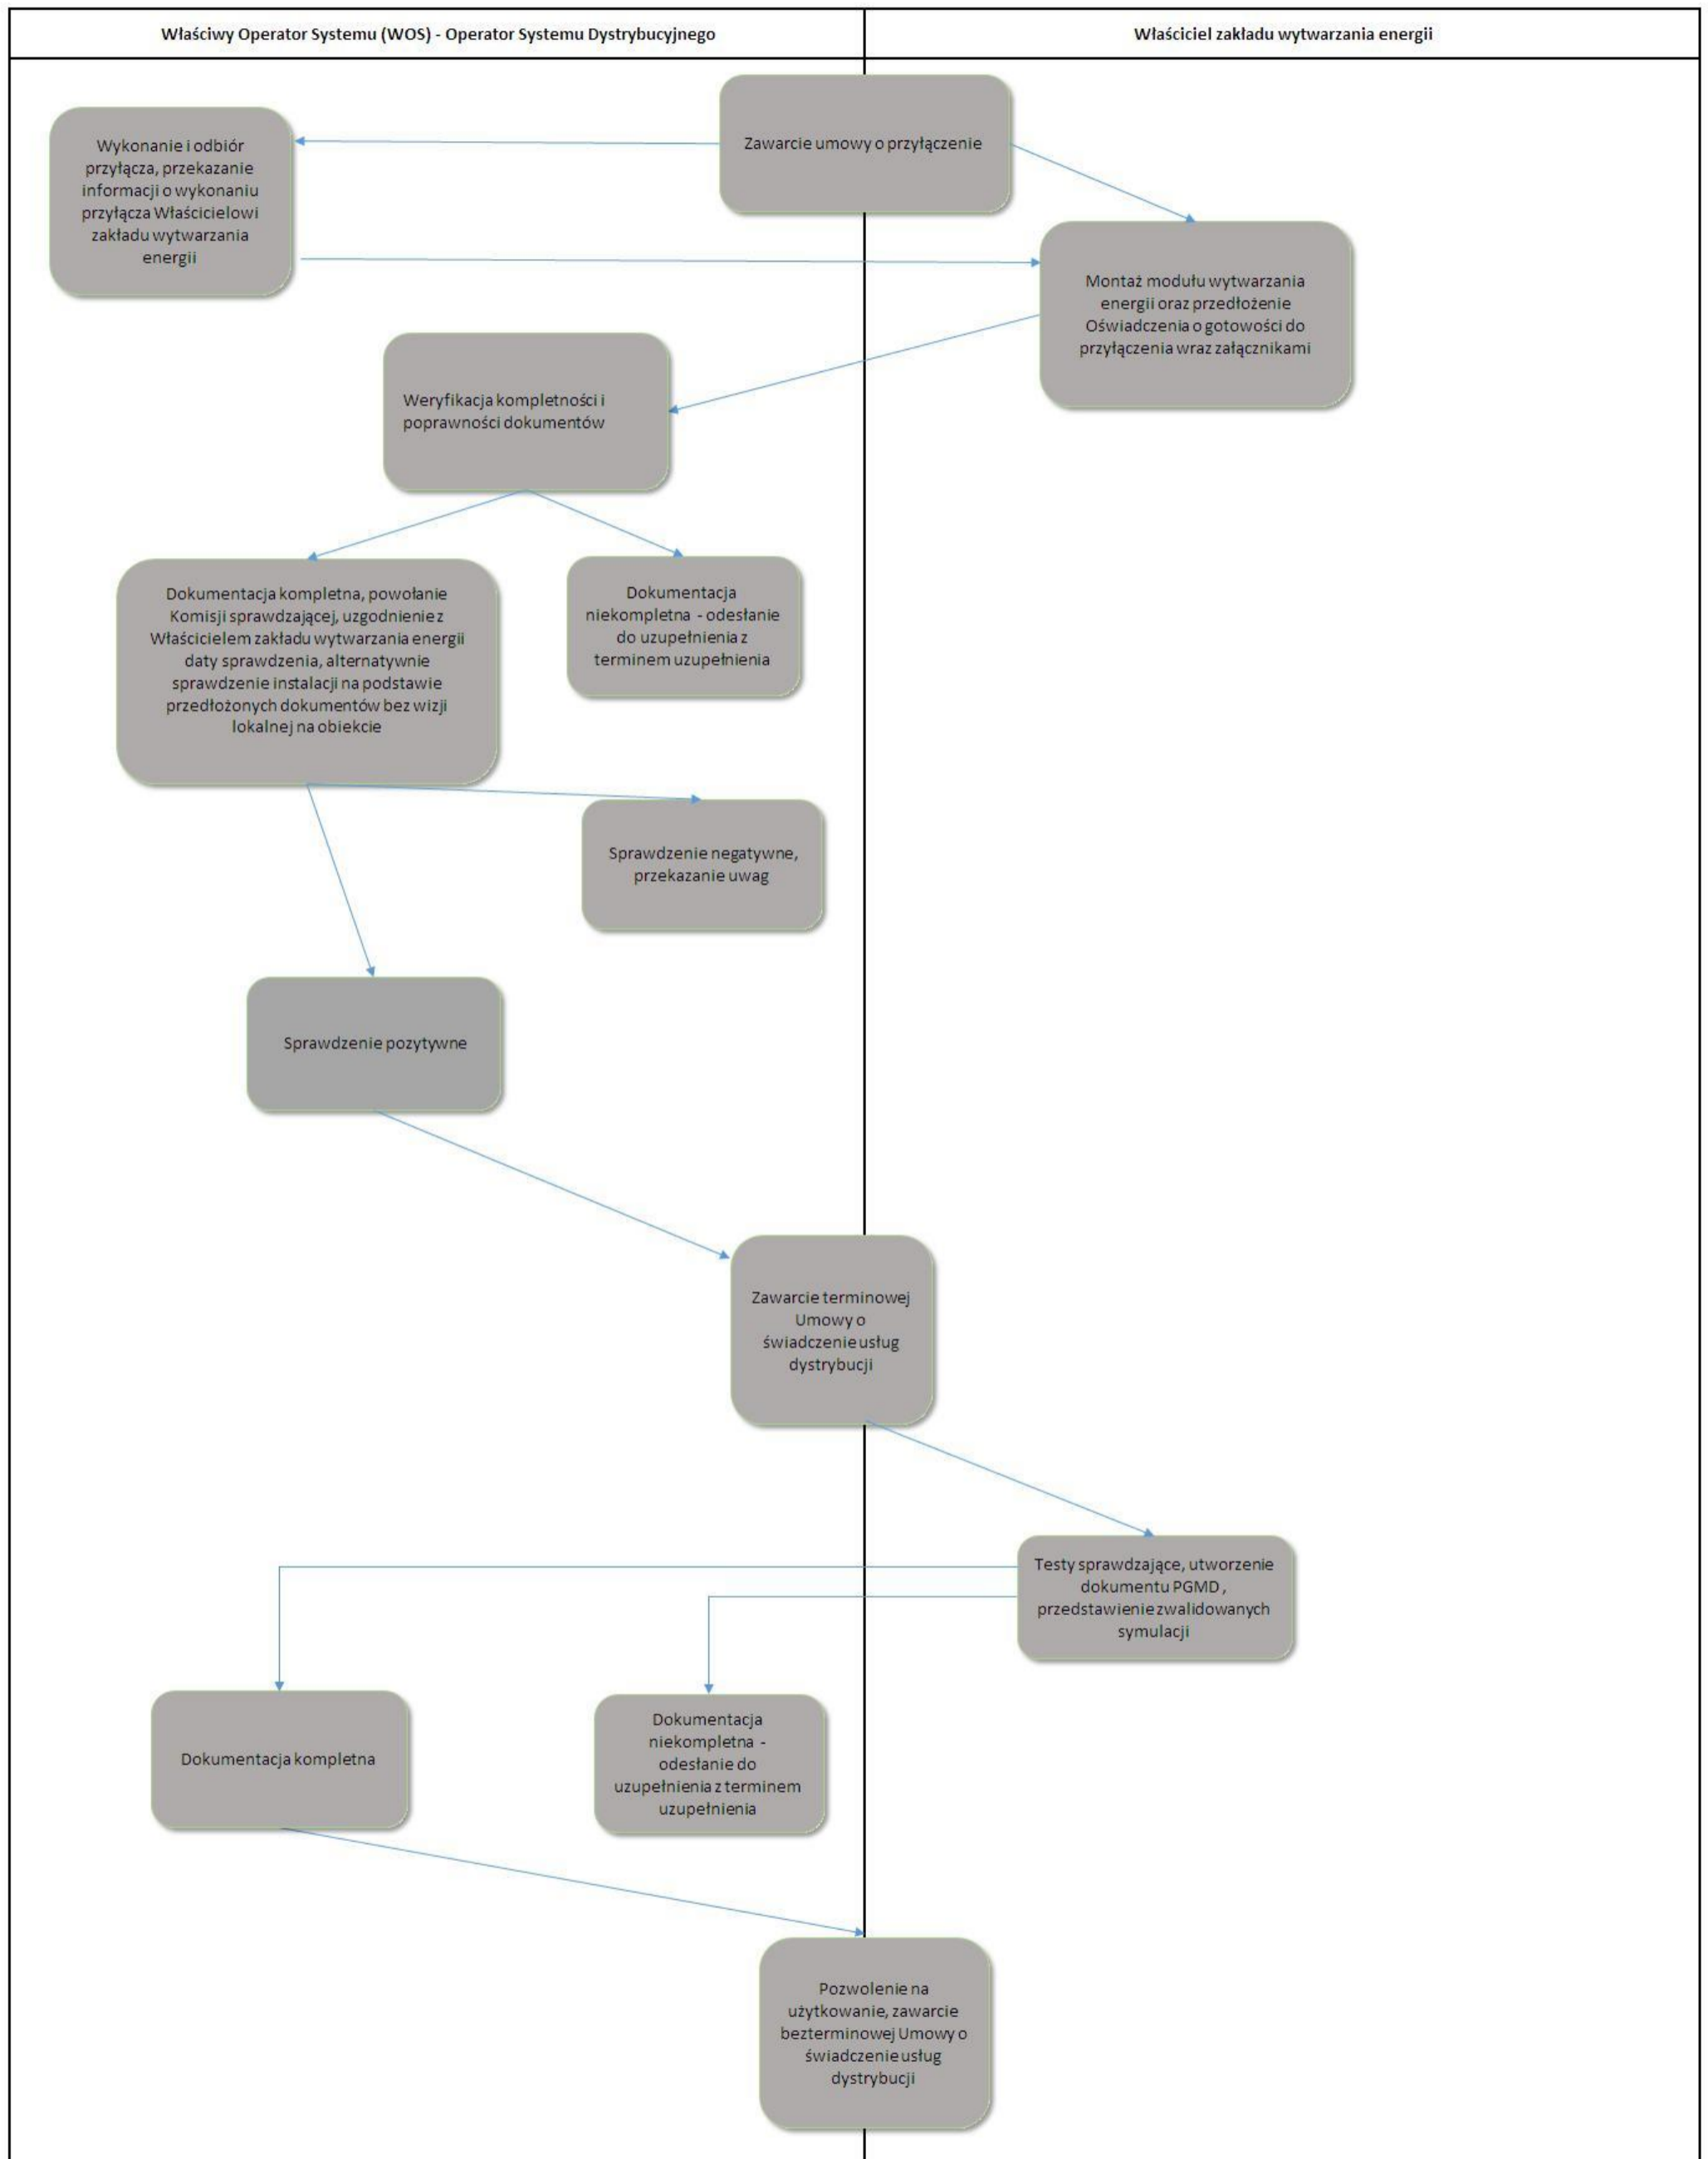 Właściwy Operator Systemu (WOS) - Operator Systemu Dystrybucyjnego
Właściciel zakładu wytwarzania energii
Zawarcie umowy o przyłączenie
Wykonanie i odbiór
przyłącza, przekazanie
informacji o wykonaniu
przyłącza Właścicielowi
zakładu wytwarzania
energii
Montaż modułu wytwarzania
energii oraz przedłożenie
Oświadczenia o gotowości do
przyłączenia wraz załącznikami
Weryfikacja kompletności i
poprawności dokumentów
Dokumentacja kompletna, powołanie
Komisji sprawdzającej, uzgodnienie z
Właścicielem zakładu wytwarzania energii
daty sprawdzenia, alternatywnie
sprawdzenie instalacji na podstawie
przedłożonych dokumentów bez wizji
lokalnej na obiekcie
Dokumentacja
niekompletna - odesłanie
do uzupełnienia z
terminem uzupełnienia
Sprawdzenie negatywne,
przekazanie uwag
Sprawdzenie pozytywne
Zawarcie terminowej
Umowy o
świadczenie usług
dystrybucji
Testy sprawdzające, utworzenie
dokumentu PGMD ,
przedstawienie zwalidowanych
symulacji
Dokumentacja kompletna
Dokumentacja
niekompletna -
odesłanie do
uzupełnienia z terminem
uzupełnienia
Pozwolenie na
użytkowanie, zawarcie
bezterminowej Umowy o
świadczenie usług
dystrybucji